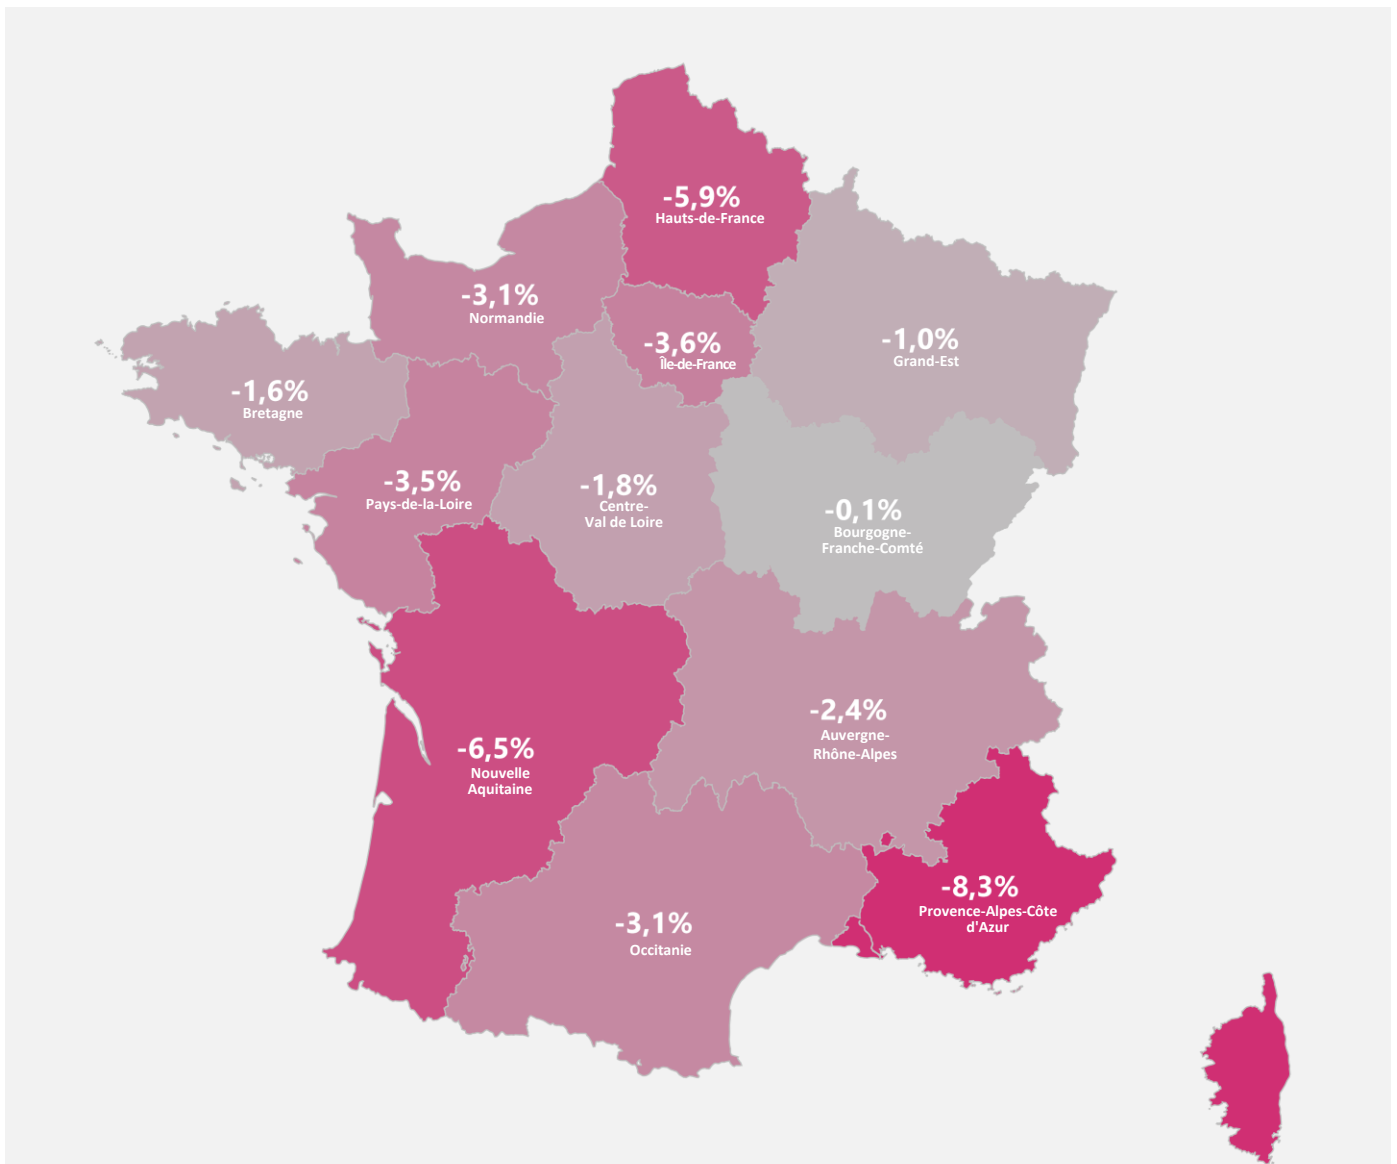 -5,9%
Hauts-de-France
-3,1%
Normandie
-3,6%
Île-de-France
-1,0%
Grand-Est
-1,6%
Bretagne
-3,5%
Pays-de-la-Loire
-1,8%
Centre-
Val de Loire
-0,1%
Bourgogne-
Franche-Comté
-2,4%
Auvergne-
Rhône-Alpes
-6,5%
Nouvelle
Aquitaine
-8,3%
Provence-Alpes-Côte
d'Azur
-3,1%
Occitanie